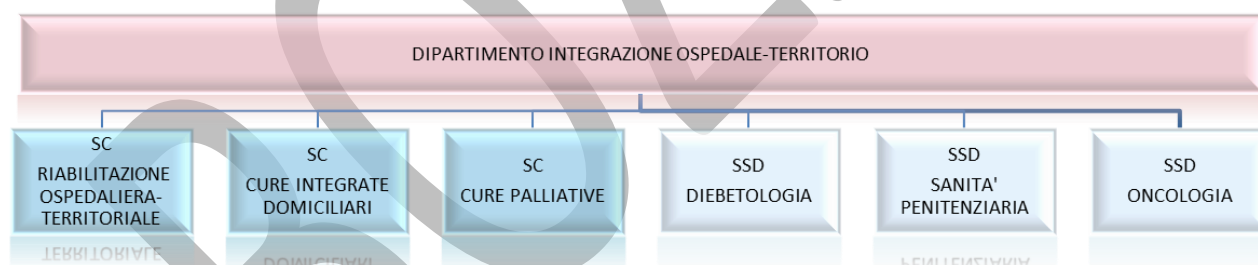 DIPARTIMENTO INTEGRAZIONE OSPEDALE-TERRITORIO
SC
RIABILITAZIONE
OSPEDALIERA-
TERRITORIALE
SC
CURE INTEGRATE
DOMICILIARI
SC
CURE PALLIATIVE
SSD
DIEBETOLOGIA
SSD
SANITA'
PENITENZIARIA
SSD
ONCOLOGIA